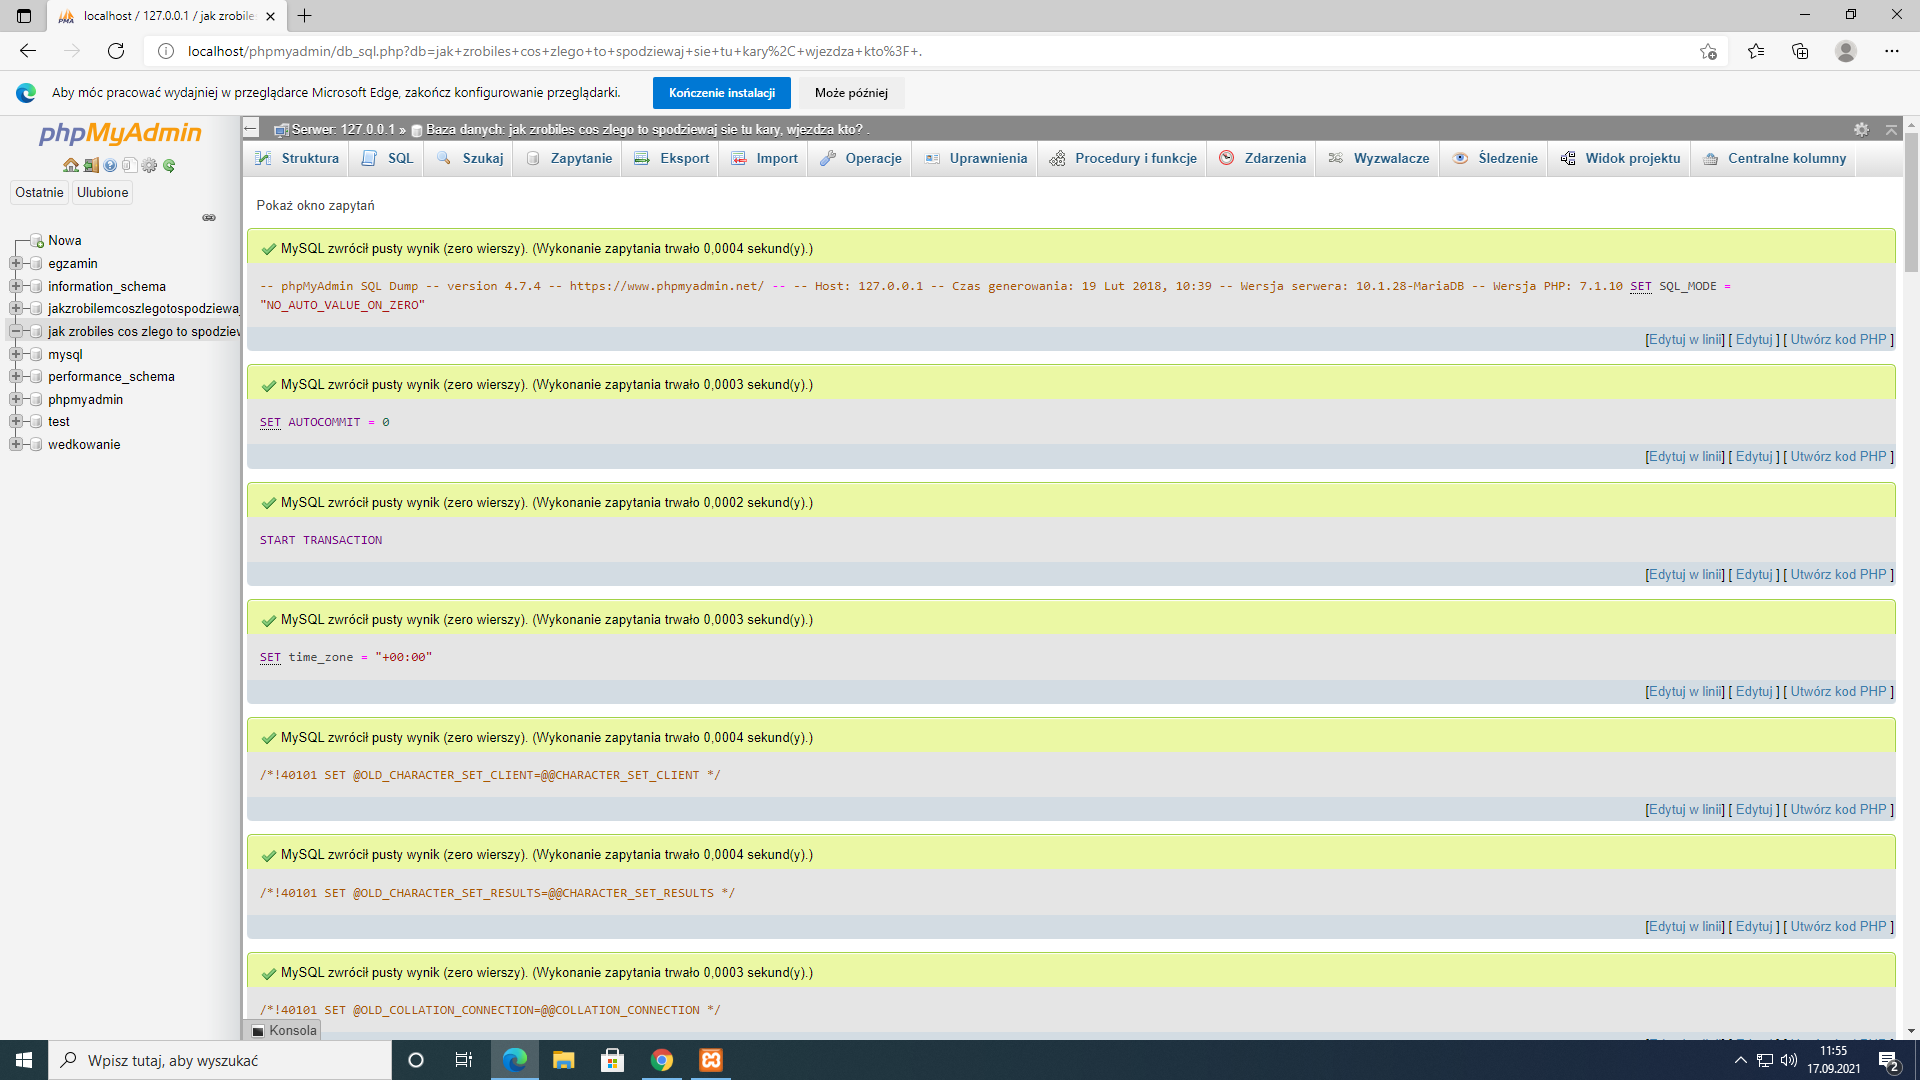 localhost / 127.0.0.1 / jak zrobiles
localhost/phpmyadmin/db_sql.php?db=jak+zrobiles+cos+zlego+to+spodziewaj+sie+tu+kary%2C+wjezdza+kto%3F+.
Aby móc pracować wydajniej w przeglądarce Microsoft Edge, zakończ konfigurowanie przeglądarki.
Kończenie instalacji
Może później
phpMyAdmin
Ostatnie
Ulubione
Nowa
egzamin
information_schema
jakzrobilemcoszlegotospodziewaj
jak zrobiles cos zlego to spodziew
mysql
performance_schema
phpmyadmin
test
wedkowanie
Serwer: 127.0.0.1 » Baza danych: jak zrobiles cos zlego to spodziewaj sie tu kary, wjezdza kto? .
Struktura
SQL
Szukaj
Zapytanie
Eksport
Import
Operacje
Uprawnienia
Procedury i funkcje
Zdarzenia
Wyzwalacze
Śledzenie
Widok projektu
Centralne kolumny
Pokaż okno zapytań
MySQL zwrócił pusty wynik (zero wierszy). (Wykonanie zapytania trwało 0,0004 sekund(y).)
-- phpMyAdmin SQL Dump -- version 4.7.4 -- https://www.phpmyadmin.net/ -- -- Host: 127.0.0.1 -- Czas generowania: 19 Lut 2018, 10:39 -- Wersja serwera: 10.1.28-MariaDB -- Wersja PHP: 7.1.10 SET SQL_MODE =
"NO_AUTO_VALUE_ON_ZERO"
[Edytuj w linii] [ Edytuj ] [ Utwórz kod PHP ]
MySQL zwrócił pusty wynik (zero wierszy). (Wykonanie zapytania trwało 0,0003 sekund(y).)
SET AUTOCOMMIT = 0
[Edytuj w linii] [ Edytuj ] [ Utwórz kod PHP ]
MySQL zwrócił pusty wynik (zero wierszy). (Wykonanie zapytania trwało 0,0002 sekund(y).)
START TRANSACTION
[Edytuj w linii] [ Edytuj ] [ Utwórz kod PHP ]
MySQL zwrócił pusty wynik (zero wierszy). (Wykonanie zapytania trwało 0,0003 sekund(y).)
SET time_zone = "+00:00"
[Edytuj w linii] [ Edytuj ] [ Utwórz kod PHP ]
MySQL zwrócił pusty wynik (zero wierszy). (Wykonanie zapytania trwało 0,0004 sekund(y).)
/*!40101 SET @OLD_CHARACTER_SET_CLIENT=@@CHARACTER_SET_CLIENT */
[Edytuj w linii] [ Edytuj ] [ Utwórz kod PHP ]
MySQL zwrócił pusty wynik (zero wierszy). (Wykonanie zapytania trwało 0,0004 sekund(y).)
/*!40101 SET @OLD_CHARACTER_SET_RESULTS=@@CHARACTER_SET_RESULTS */
[Edytuj w linii] [ Edytuj ] [ Utwórz kod PHP ]
MySQL zwrócił pusty wynik (zero wierszy). (Wykonanie zapytania trwało 0,0003 sekund(y).)
/*!40101 SET @OLD_COLLATION_CONNECTION=@@COLLATION_CONNECTION */
Konsola
Wpisz tutaj, aby wyszukać
11:55
17.09.2021
2